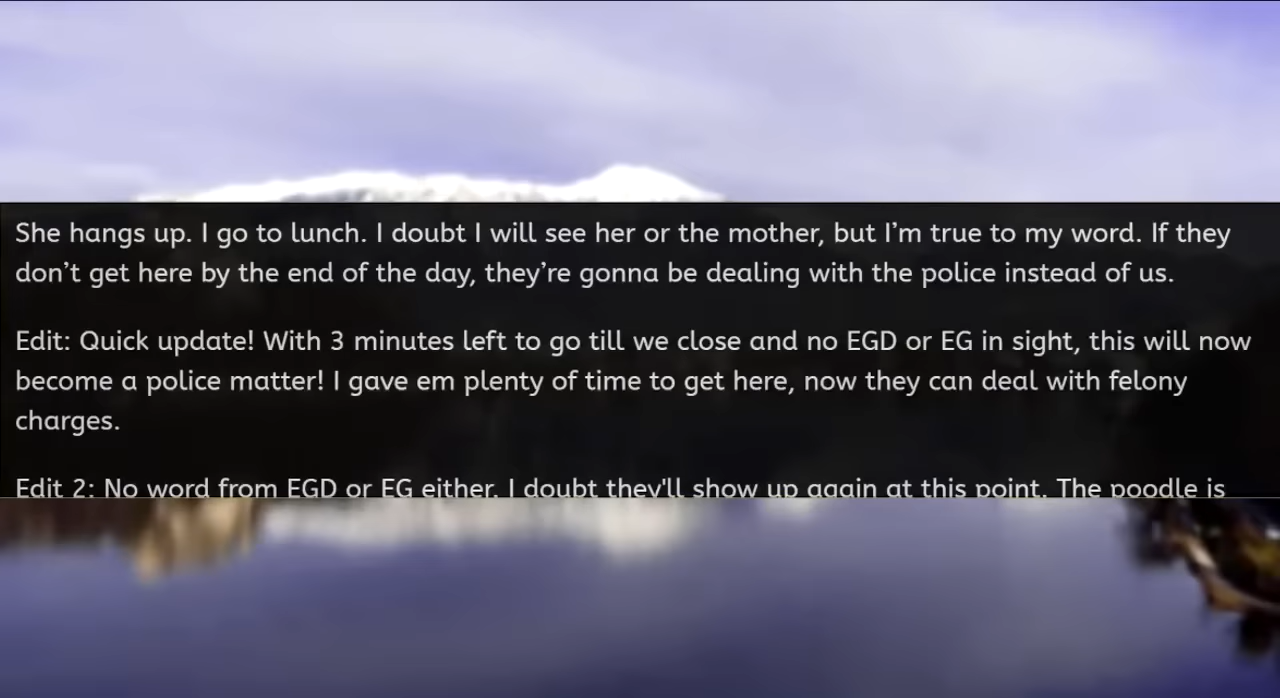 She hangs up. I go to lunch. I doubt I will see her or the mother, but I’m true to my word. If they
don’t get here by the end of the day, they’re gonna be dealing with the police instead of us.
Edit: Quick update! With 3 minutes left to go till we close and no EGD or EG in sight, this will now
become a police matter! I gave em plenty of time to get here, now they can deal with felony
charges.
Edit 2: No word from EGD or EG either. I doubt they'll show up again at this point. The poodle is